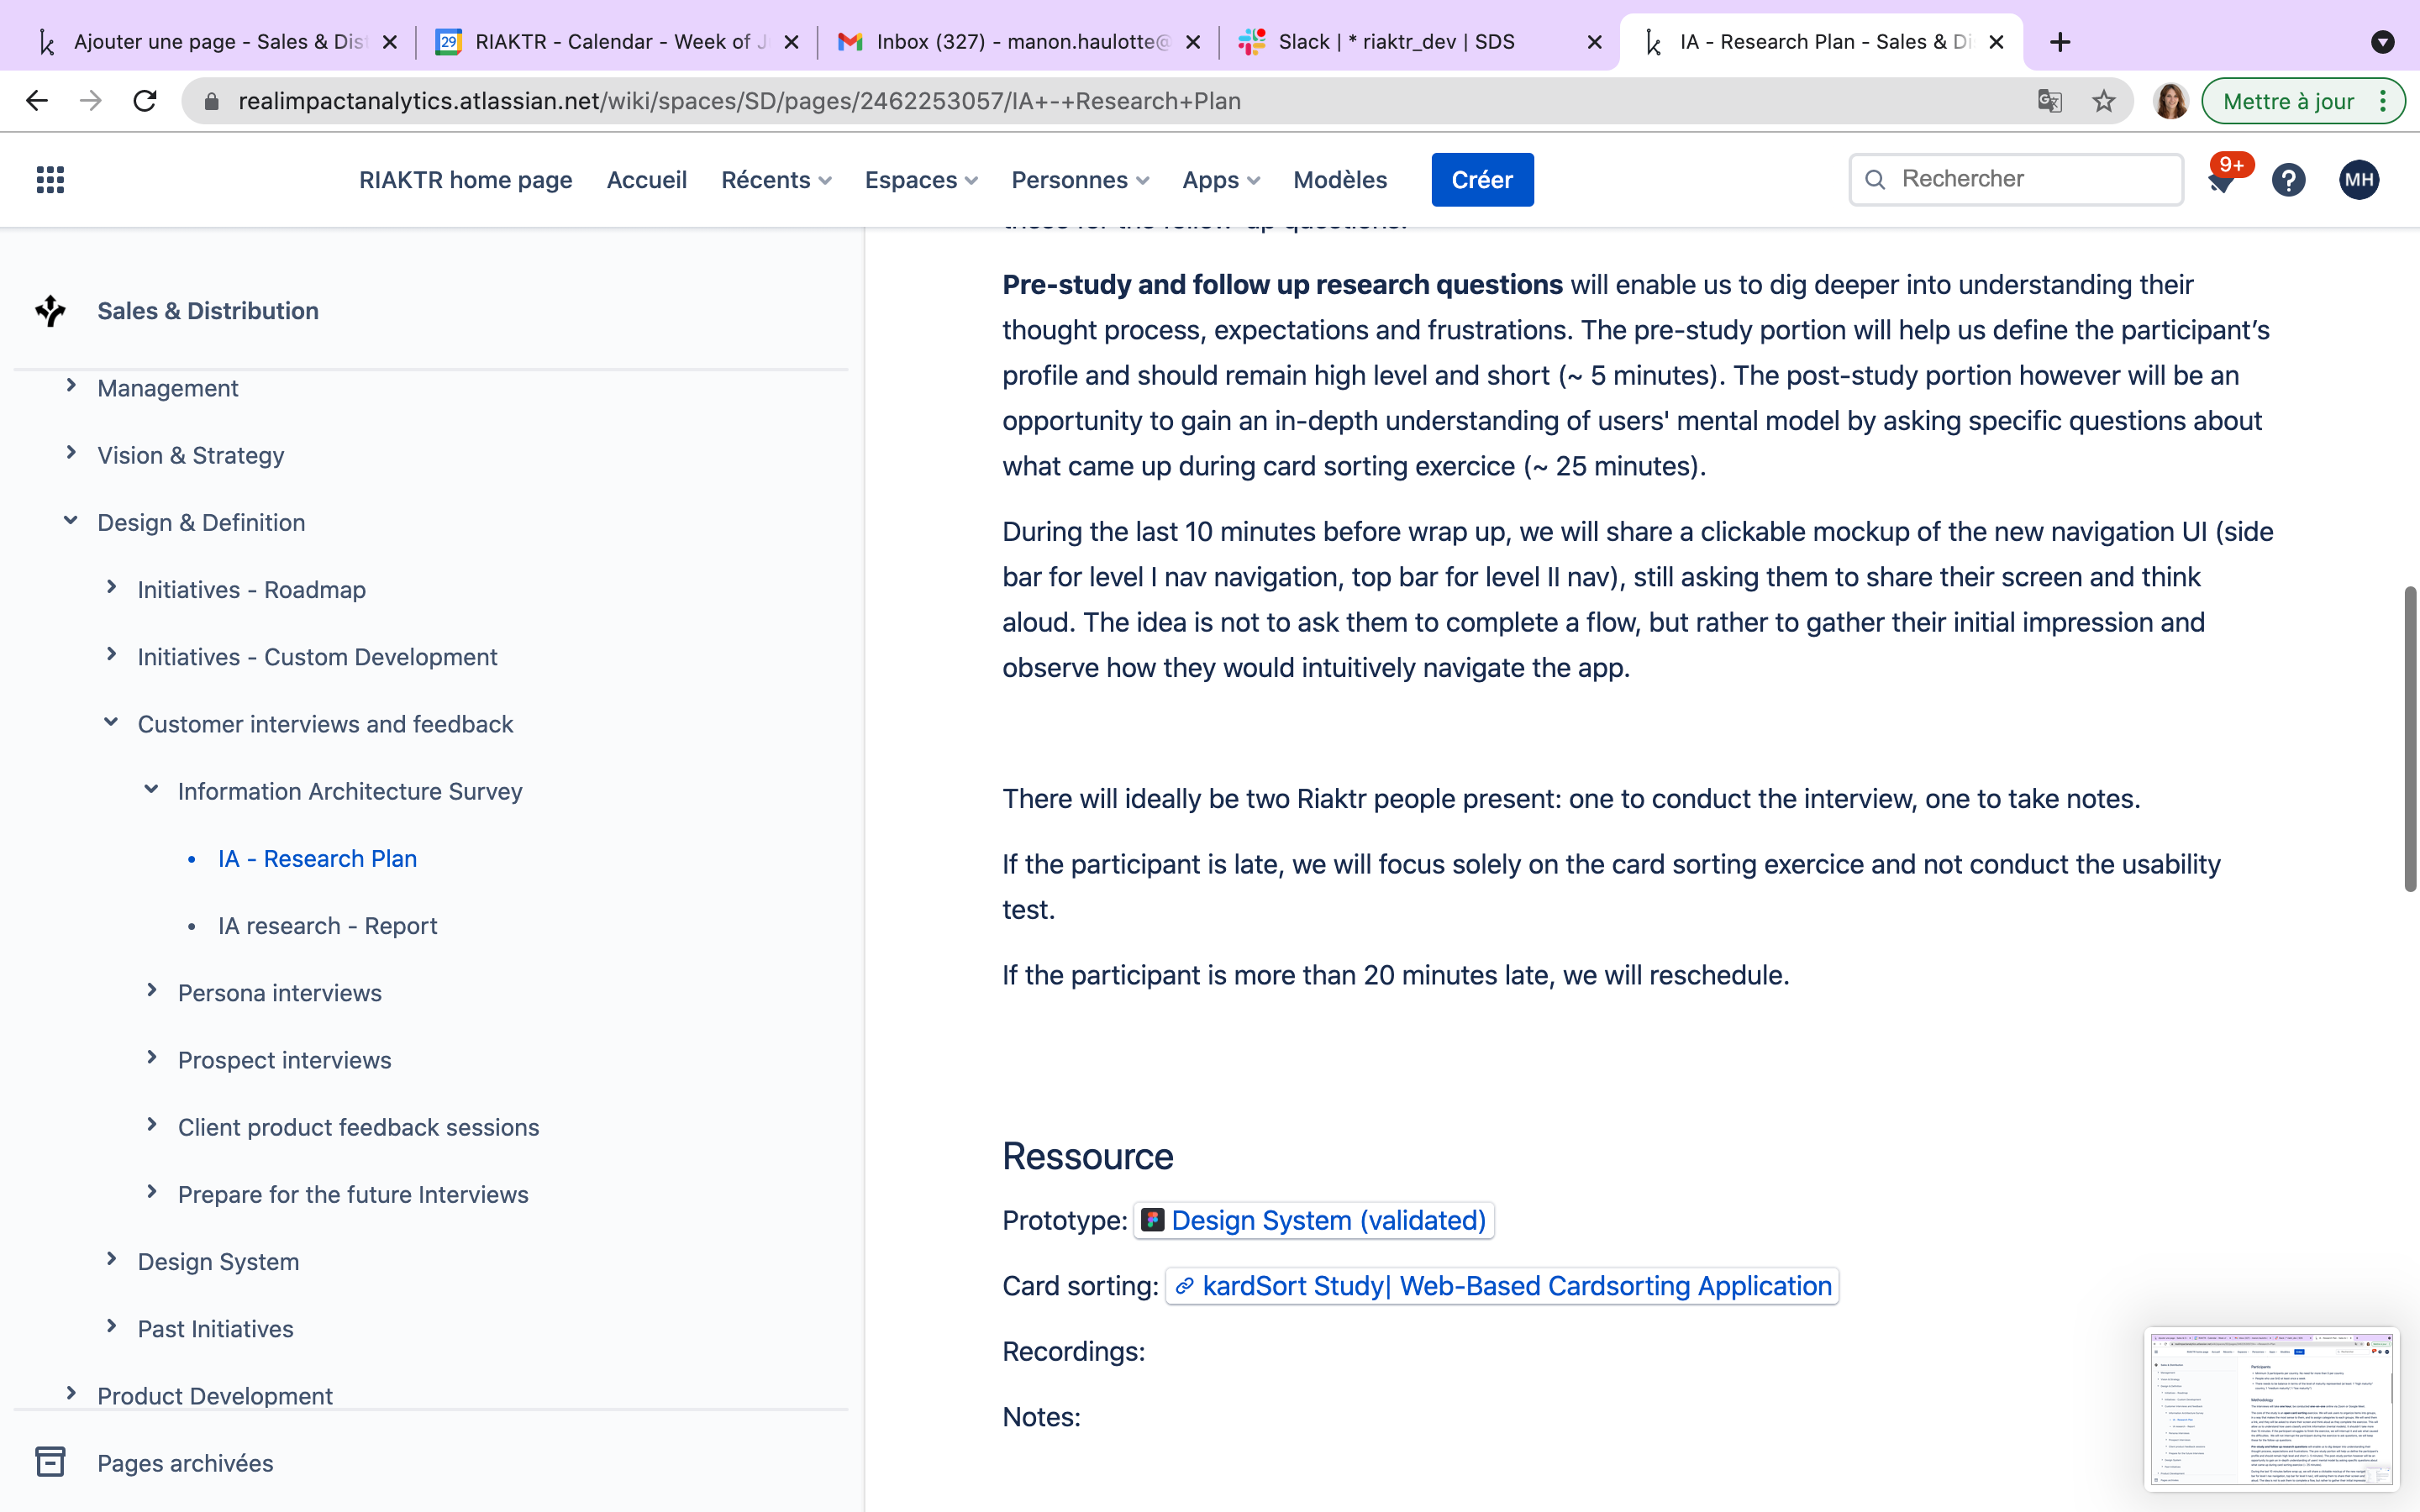 Ajouter une page - Sales & Dis
RIAKTR - Calendar - Week of J
Inbox (327) - manon.haulotte@
Slack | * riaktr_dev | SDS
IA - Research Plan - Sales & Di
realimpactanalytics.atlassian.net/wiki/spaces/SD/pages/2462253057/IA+-+Research+Plan
Mettre à jour
RIAKTR home page
Accueil
Récents
Espaces
Personnes
Apps
Modèles
Créer
Rechercher
9+
MH
Sales & Distribution
Management
Vision & Strategy
Design & Definition
Initiatives - Roadmap
Initiatives - Custom Development
Customer interviews and feedback
Information Architecture Survey
IA - Research Plan
IA research - Report
Persona interviews
Prospect interviews
Client product feedback sessions
Prepare for the future Interviews
Design System
Past Initiatives
Product Development
Pages archivées
these for the follow-up questions.
Pre-study and follow up research questions will enable us to dig deeper into understanding their
thought process, expectations and frustrations. The pre-study portion will help us define the participant’s
profile and should remain high level and short (~ 5 minutes). The post-study portion however will be an
opportunity to gain an in-depth understanding of users' mental model by asking specific questions about
what came up during card sorting exercice (~ 25 minutes).
During the last 10 minutes before wrap up, we will share a clickable mockup of the new navigation UI (side
bar for level I nav navigation, top bar for level II nav), still asking them to share their screen and think
aloud. The idea is not to ask them to complete a flow, but rather to gather their initial impression and
observe how they would intuitively navigate the app.
There will ideally be two Riaktr people present: one to conduct the interview, one to take notes.
If the participant is late, we will focus solely on the card sorting exercice and not conduct the usability
test.
If the participant is more than 20 minutes late, we will reschedule.
Ressource
Prototype: Design System (validated)
Card sorting: kardSort Study| Web-Based Cardsorting Application
Recordings:
Notes: